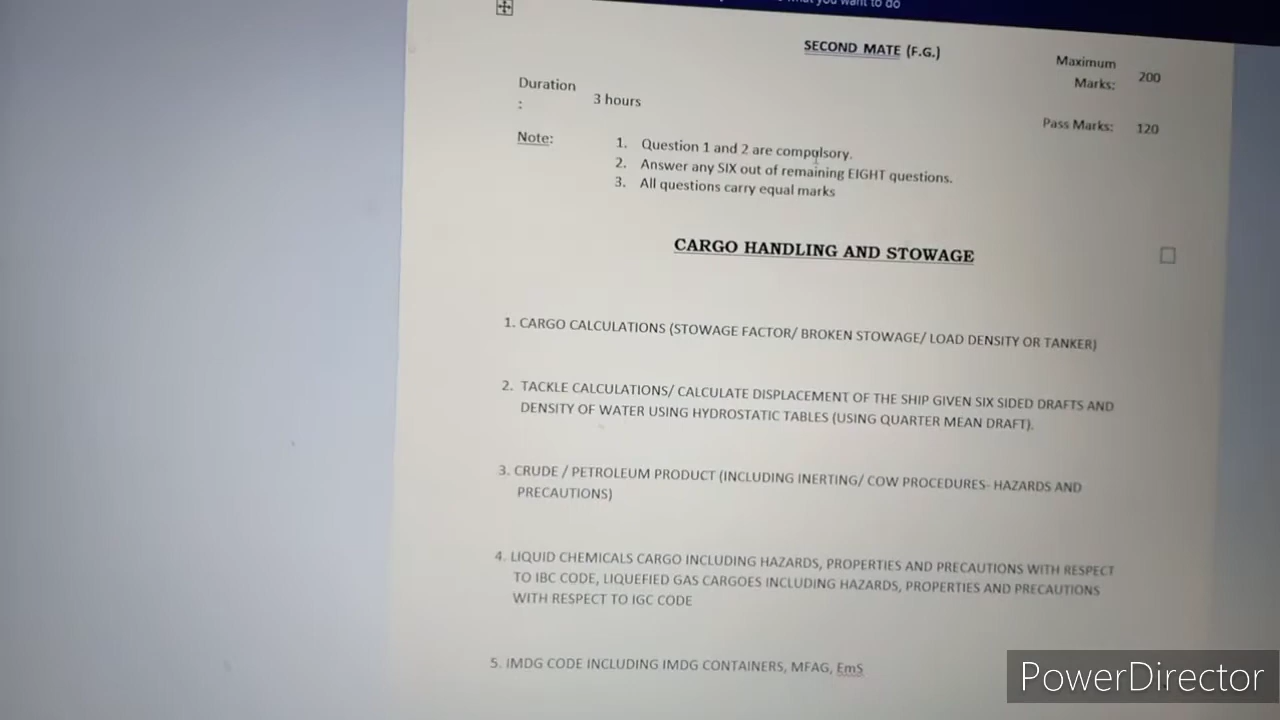 what you want to do
SECOND MATE (F.G.)
Maximum
Marks: 200
Duration
: 3 hours
Pass Marks: 120
Note: 1. Question 1 and 2 are compulsory.
2. Answer any SIX out of remaining EIGHT questions.
3. All questions carry equal marks
CARGO HANDLING AND STOWAGE
1. CARGO CALCULATIONS (STOWAGE FACTOR/ BROKEN STOWAGE/ LOAD DENSITY OR TANKER)
2. TACKLE CALCULATIONS/ CALCULATE DISPLACEMENT OF THE SHIP GIVEN SIX SIDED DRAFTS AND
DENSITY OF WATER USING HYDROSTATIC TABLES (USING QUARTER MEAN DRAFT).
3. CRUDE / PETROLEUM PRODUCT (INCLUDING INERTING/ COW PROCEDURES- HAZARDS AND
PRECAUTIONS)
4. LIQUID CHEMICALS CARGO INCLUDING HAZARDS, PROPERTIES AND PRECAUTIONS WITH RESPECT
TO IBC CODE, LIQUEFIED GAS CARGOES INCLUDING HAZARDS, PROPERTIES AND PRECAUTIONS
WITH RESPECT TO IGC CODE
5. IMDG CODE INCLUDING IMDG CONTAINERS, MFAG, EmS
PowerDirector